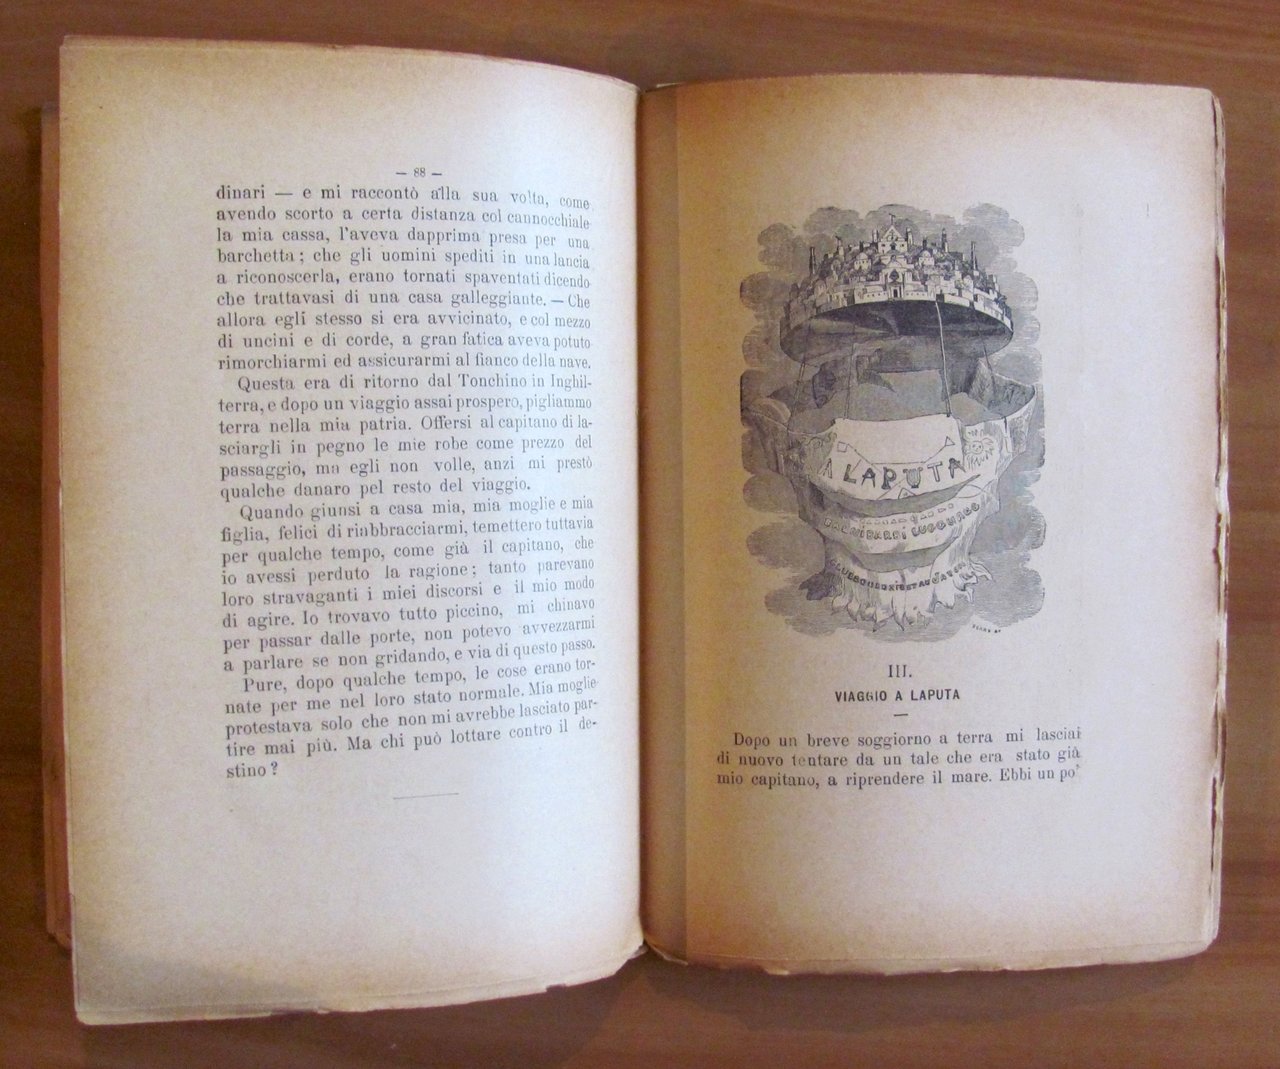 — 88 —
dinari — e mi raccontò alla sua volta, come
avendo scorto a certa distanza col cannocchiale
la mia cassa, l'aveva dapprima presa per una
barchetta; che gli uomini spediti in una lancia
a riconoscerla, erano tornati spaventati dicendo
che trattavasi di una casa galleggiante. — Che
allora egli stesso si era avvicinato, e col mezzo
di uncini e di corde, a gran fatica aveva potuto
rimorchiarmi ed assicurarmi al fianco della nave.
Questa era di ritorno dal Tonchino in Inghil-
terra, e dopo un viaggio assai prospero, pigliammo
terra nella mia patria. Offersi al capitano di la-
sciargli in pegno le mie robe come prezzo del
passaggio, ma egli non volle, anzi mi prestò
qualche danaro pel resto del viaggio.
Quando giunsi a casa mia, mia moglie e mia
figlia, felici di riabbracciarmi, temettero tuttavia
per qualche tempo, come già il capitano, che
io avessi perduto la ragione; tanto parevano
loro stravaganti i miei discorsi e il mio modo
di agire. Io trovavo tutto piccino, mi chinavo
per passar dalle porte, non potevo avvezzarmi
a parlare se non gridando, e via di questo passo.
Pure, dopo qualche tempo, le cose erano tor-
nate per me nel loro stato normale. Mia moglie
protestava solo che non mi avrebbe lasciato par-
tire mai più. Ma chi può lottare contro il de-
stino?
A LAPUTA
BALNIBARBI LUGGNAGG
III.
VIAGGIO A LAPUTA
Dopo un breve soggiorno a terra mi lasciai
di nuovo tentare da un tale che era stato già
mio capitano, a riprendere il mare. Ebbi un po'